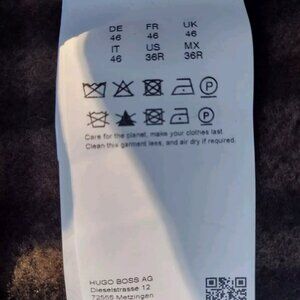 DE FR UK
46 46 46
IT US MX
46 36R 36R
P
P
Care for the planet, make your clothes last.
Clean this garment less, and air dry if required.
HUGO BOSS AG
Dieselstrasse 12
72555 Metzingen